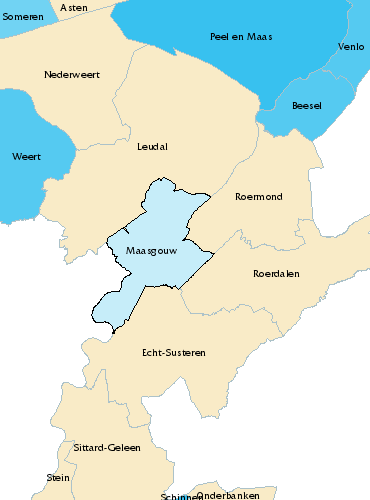 Asten
Someren
Peel en Maas
Venlo
Nederweert
Beesel
Leudal
Weert
Roermond
Maasgouw
Roerdalen
Echt-Susteren
Sittard-Geleen
Stein
Schinnen
Onderbanken